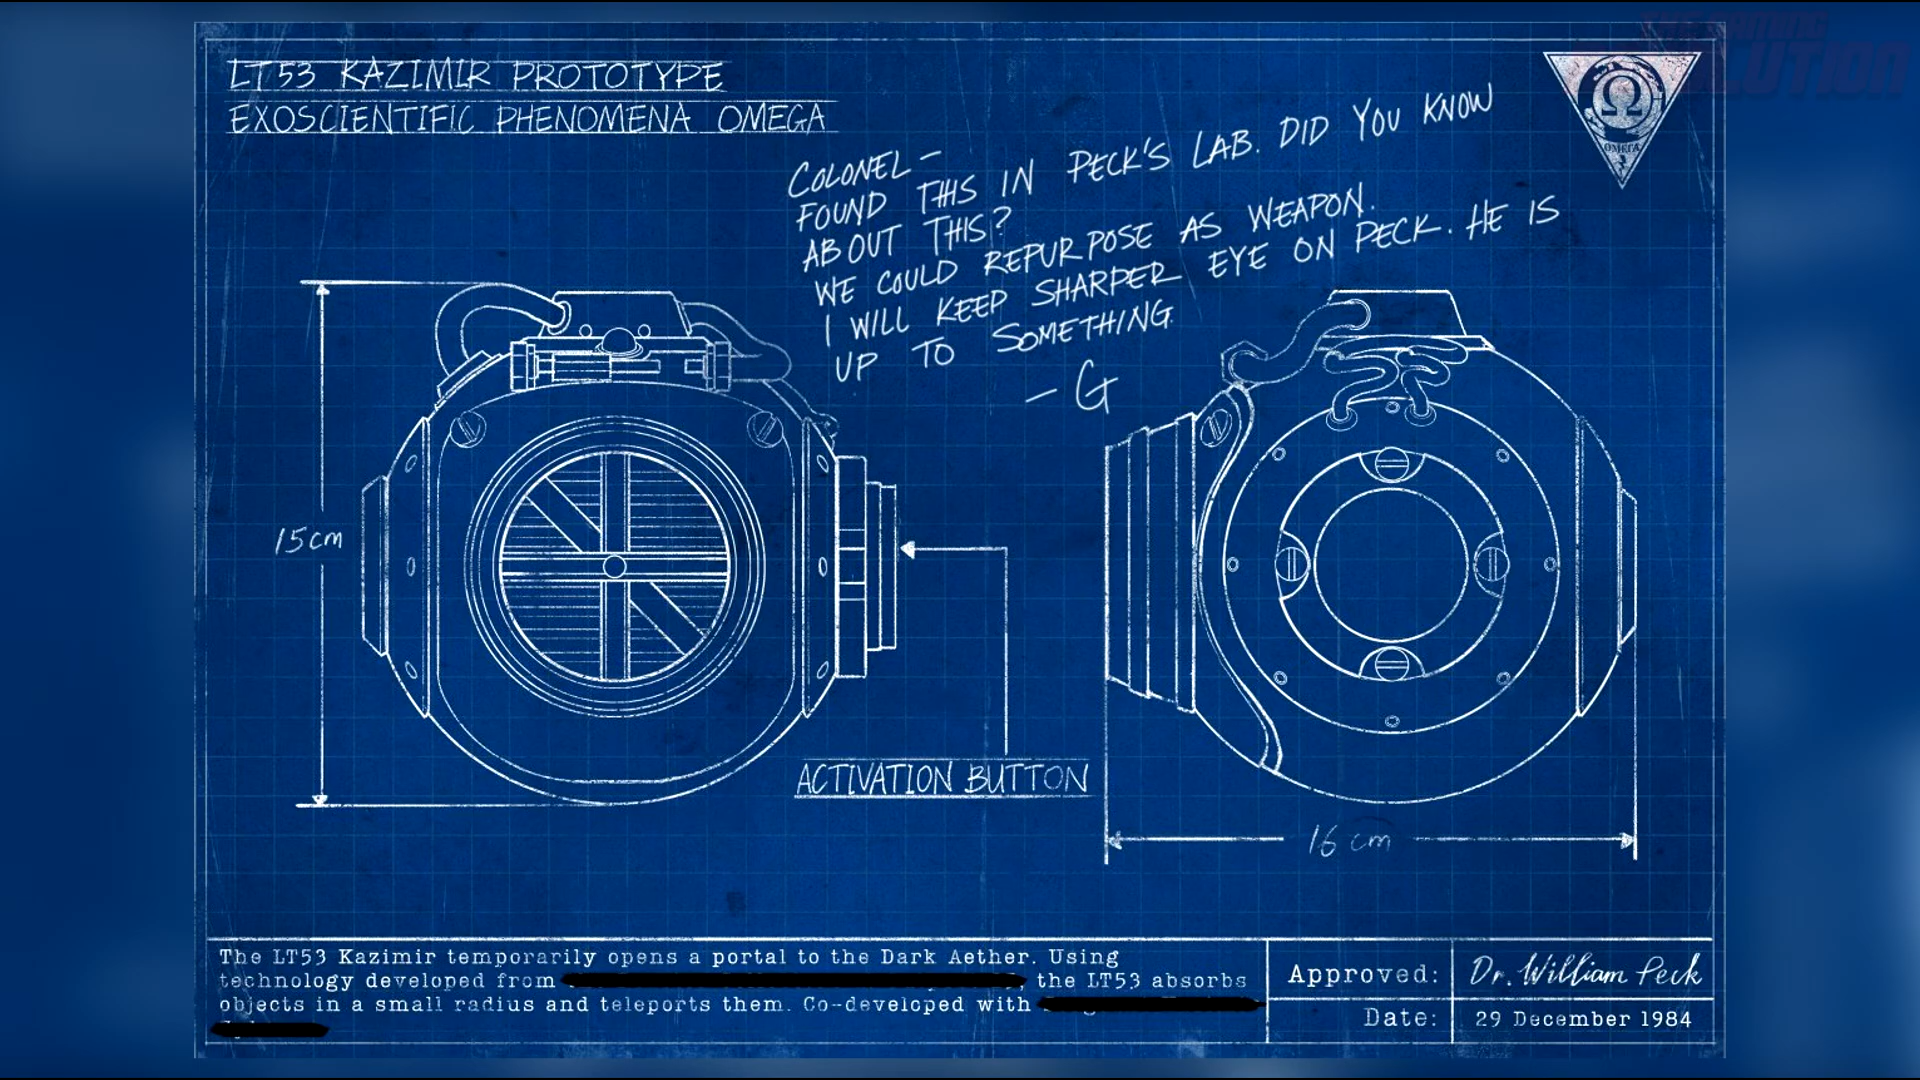 LT53 KAZIMIR PROTOTYPE
EXOSCIENTIFIC PHENOMENA OMEGA
COLONEL -
FOUND THIS IN PECK'S LAB. DID YOU KNOW
ABOUT THIS?
WE COULD REPURPOSE AS WEAPON.
I WILL KEEP SHARPER EYE ON PECK. HE IS
UP TO SOMETHING.
- G
Ω
OMEGA
15cm
ACTIVATION BUTTON
16 cm
The LT53 Kazimir temporarily opens a portal to the Dark Aether. Using
technology developed from the LT53 absorbs
objects in a small radius and teleports them. Co-developed with
Approved: Dr. William Peck
Date: 29 December 1984